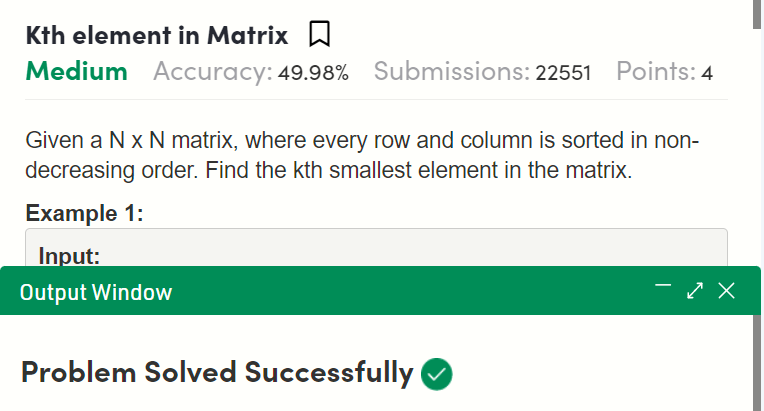 Kth element in Matrix
Medium Accuracy: 49.98% Submissions: 22551 Points: 4
Given a N x N matrix, where every row and column is sorted in non-
decreasing order. Find the kth smallest element in the matrix.
Example 1:
Input:
Output Window
Problem Solved Successfully